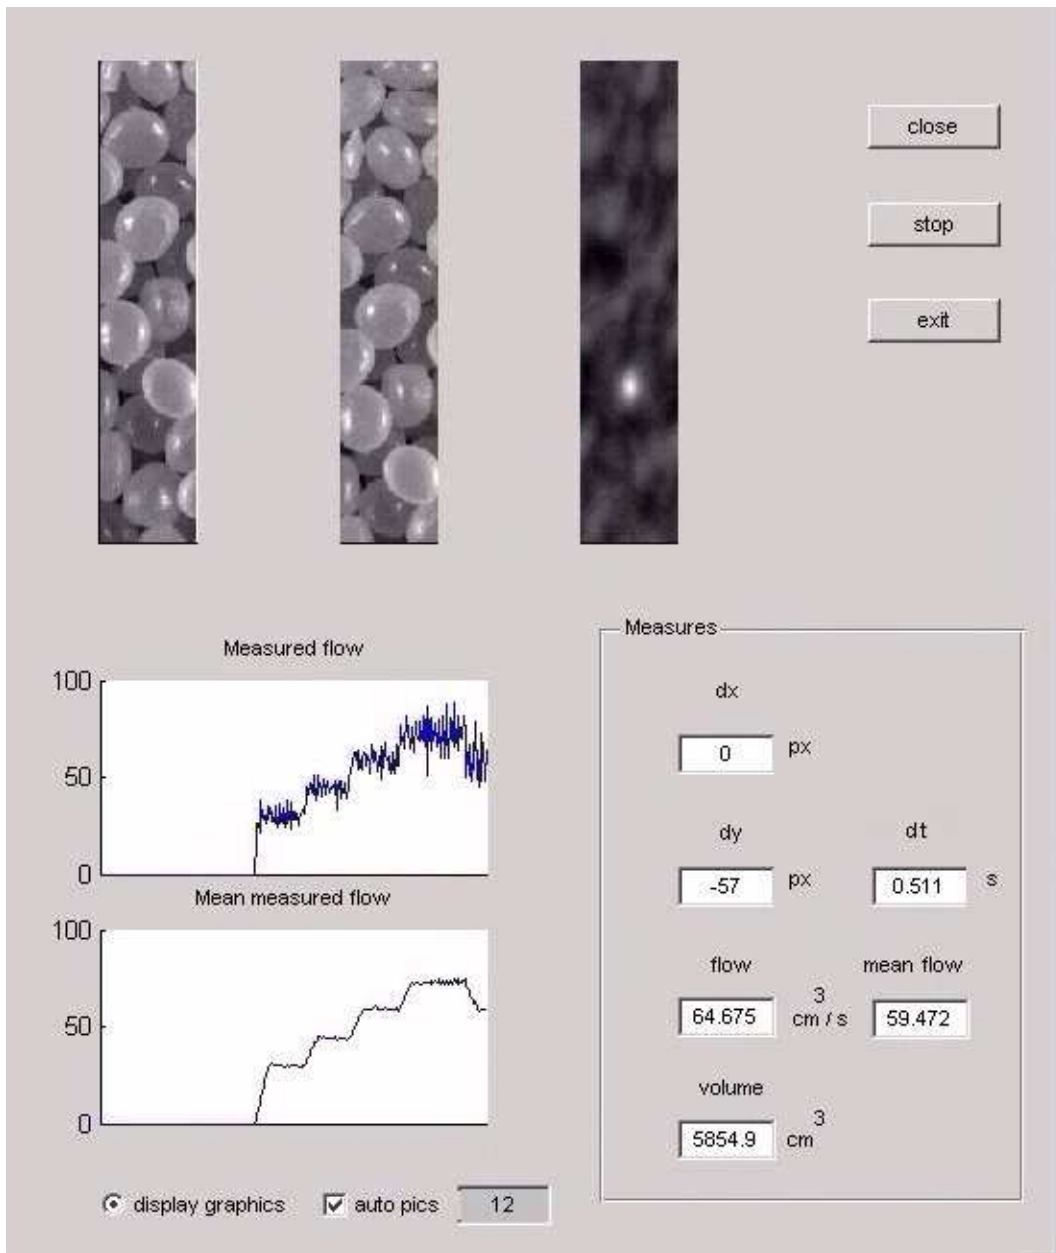 close
stop
exit
Measured flow
100
50
0
Mean measured flow
100
50
0
display graphics
auto pics
12
Measures
dx
0 px
dy dt
-57 px 0.511 s
flow mean flow
64.675 cm / s 3 59.472
volume
5854.9 cm 3